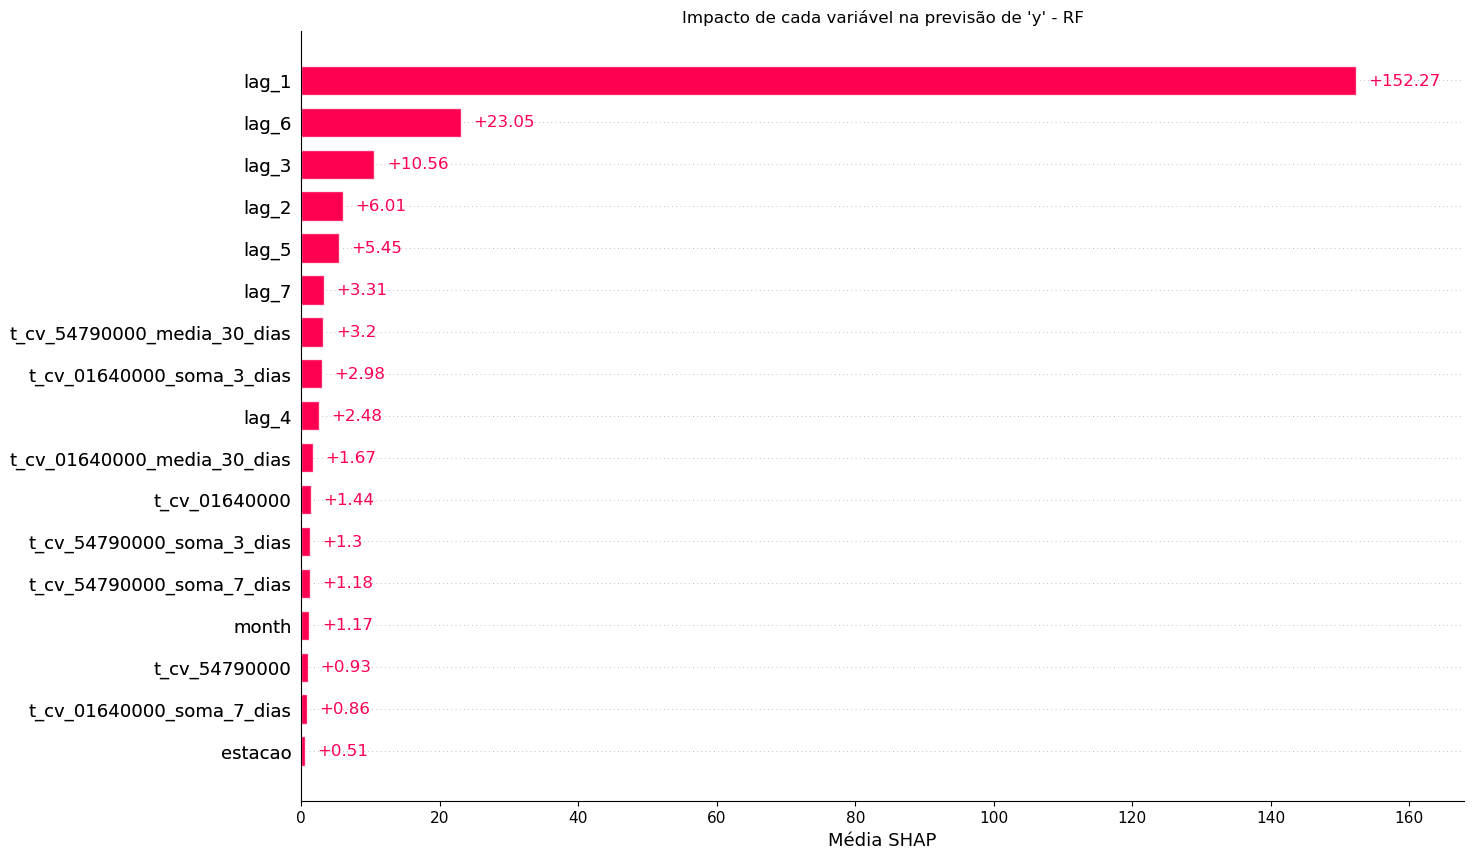 Impacto de cada variável na previsão de 'y' - RF
lag_1 +152.27
lag_6 +23.05
lag_3 +10.56
lag_2 +6.01
lag_5 +5.45
lag_7 +3.31
t_cv_54790000_media_30_dias +3.2
t_cv_01640000_soma_3_dias +2.98
lag_4 +2.48
t_cv_01640000_media_30_dias +1.67
t_cv_01640000 +1.44
t_cv_54790000_soma_3_dias +1.3
t_cv_54790000_soma_7_dias +1.18
month +1.17
t_cv_54790000 +0.93
t_cv_01640000_soma_7_dias +0.86
estacao +0.51
0 20 40 60 80 100 120 140 160
Média SHAP